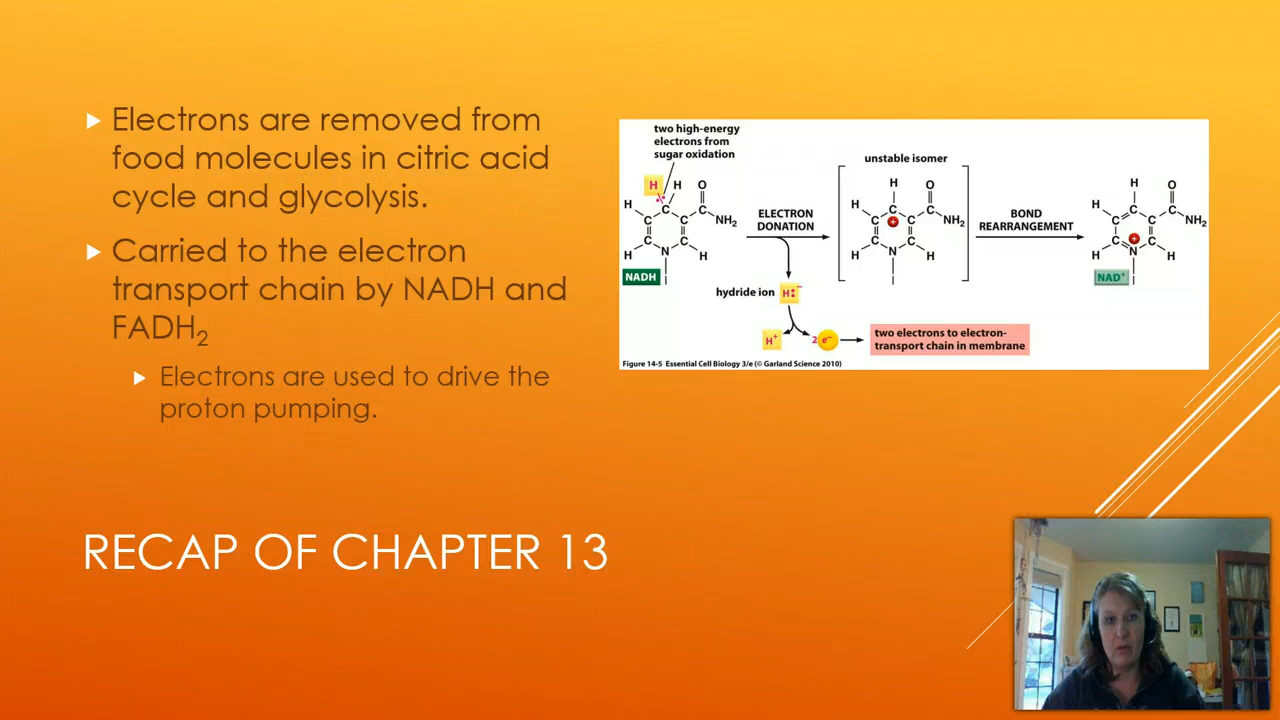 Electrons are removed from
food molecules in citric acid
cycle and glycolysis.
Carried to the electron
transport chain by NADH and
FADH₂
Electrons are used to drive the
proton pumping.
two high-energy
electrons from
sugar oxidation
H H O
H
C
C C
C C
NH₂
N
H H
NADH
ELECTRON
DONATION
hydride ion H:⁻
H⁺ 2 e⁻
two electrons to electron-
transport chain in membrane
unstable isomer
H O
H
C
C C
C C
NH₂
+
N
H H
BOND
REARRANGEMENT
H O
H
C
C C
C C
NH₂
+
N
H H
NAD⁺
Figure 14-5 Essential Cell Biology 3/e (© Garland Science 2010)
RECAP OF CHAPTER 13